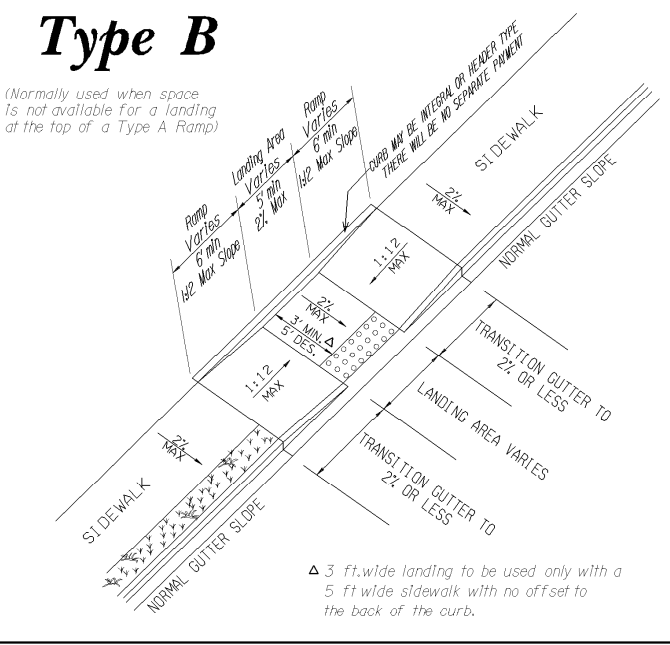 Type B
(Normally used when space
is not available for a landing
at the top of a Type A Ramp)
Ramp
Varies
6' min
1:12 Max Slope
Landing Area
Varies
5' min
2% Max
Ramp
Varies
6' min
1:12 Max Slope
CURB MAY BE INTEGRAL OR HEADER TYPE
THERE WILL BE NO SEPARATE PAYMENT
SIDEWALK
2%
MAX
NORMAL GUTTER SLOPE
1:12
MAX
2%
MAX
3' MIN. Δ
5' DES.
1:12
MAX
TRANSITION GUTTER TO
2% OR LESS
LANDING AREA VARIES
TRANSITION GUTTER TO
2% OR LESS
2%
MAX
SIDEWALK
NORMAL GUTTER SLOPE
Δ 3 ft.wide landing to be used only with a
5 ft wide sidewalk with no offset to
the back of the curb.